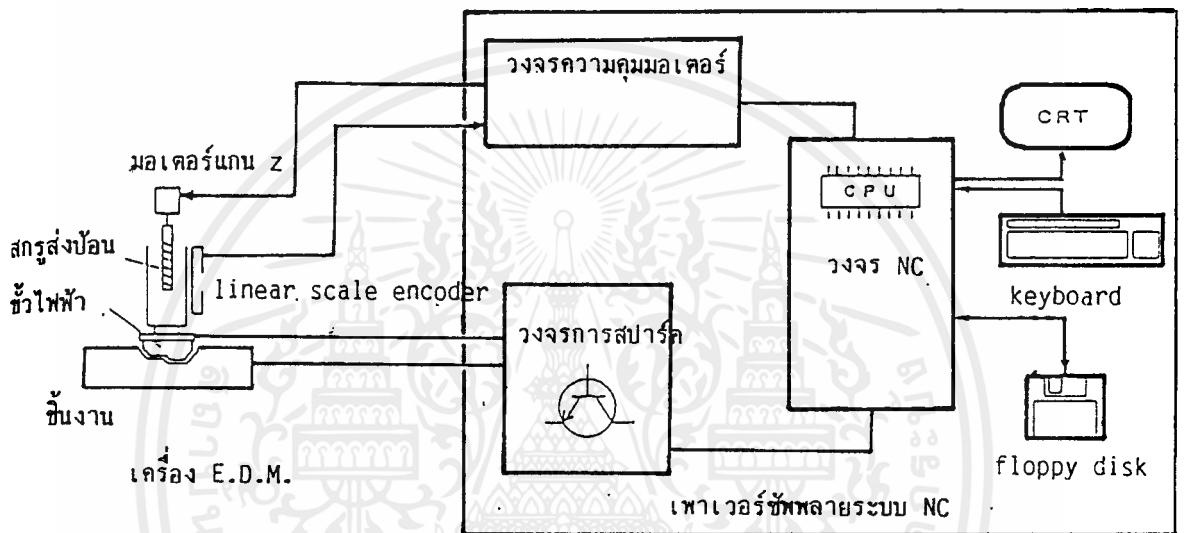 วงจรความคุมมอเตอร์
CRT
มอเตอร์แกน Z
CPU
สกรูส่งป้อน
วงจร NC
linear scale encoder
keyboard
ขั้วไฟฟ้า
วงจรการสปาร์ค
ชิ้นงาน
floppy disk
เครื่อง E.D.M.
เพาเวอร์ซัพพลายระบบ NC